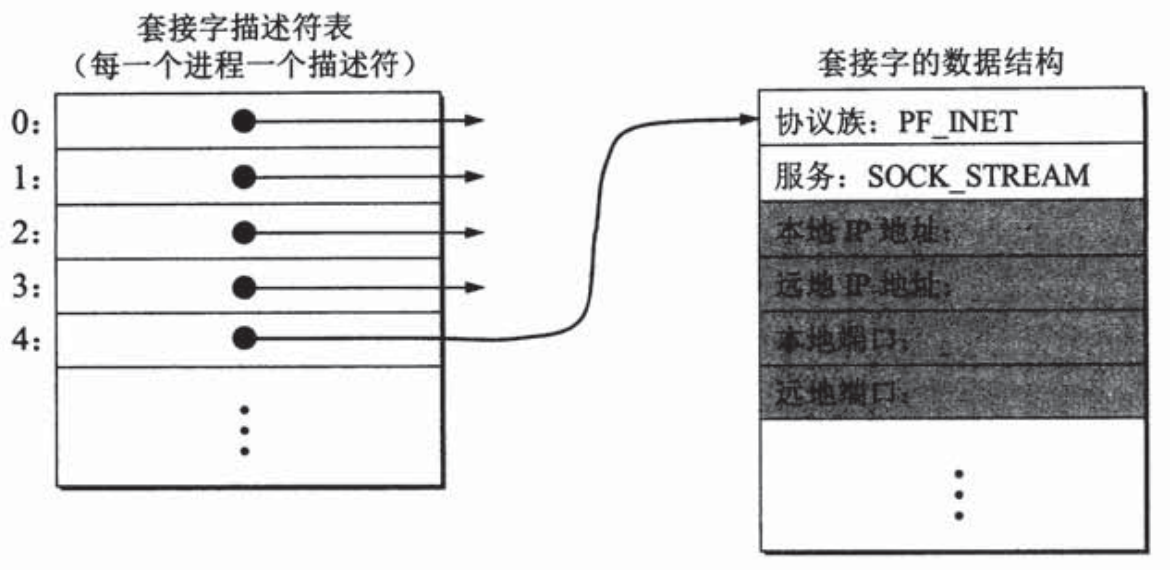 套接字描述符表
（每一个进程一个描述符）
0：
1：
2：
3：
4：
套接字的数据结构
协议族：PF_INET
服务：SOCK_STREAM
本地 IP 地址：
远地 IP 地址：
本地端口：
远地端口：